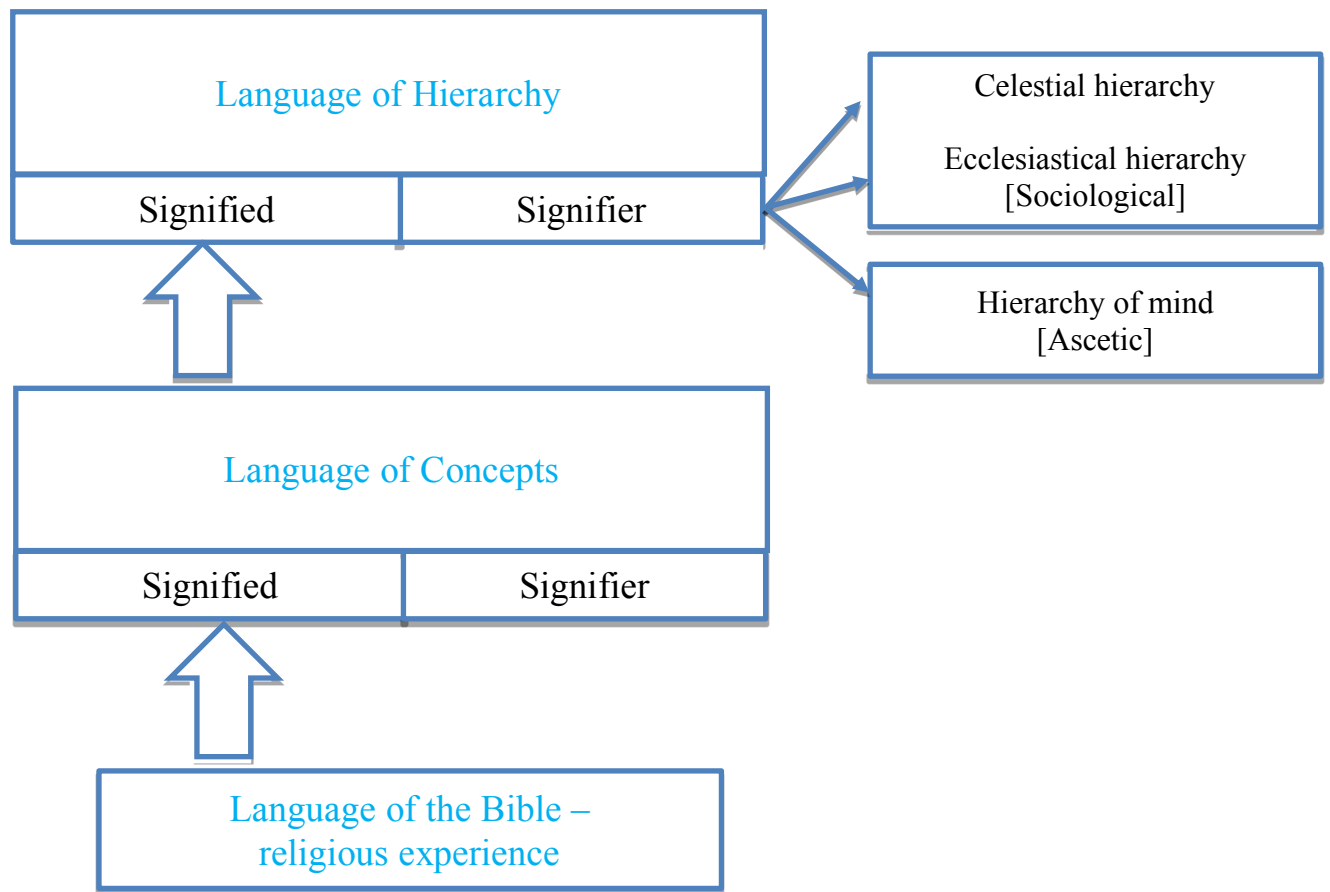 Language of Hierarchy
Signified
Signifier
Celestial hierarchy
Ecclesiastical hierarchy
[Sociological]
Hierarchy of mind
[Ascetic]
Language of Concepts
Signified
Signifier
Language of the Bible –
religious experience